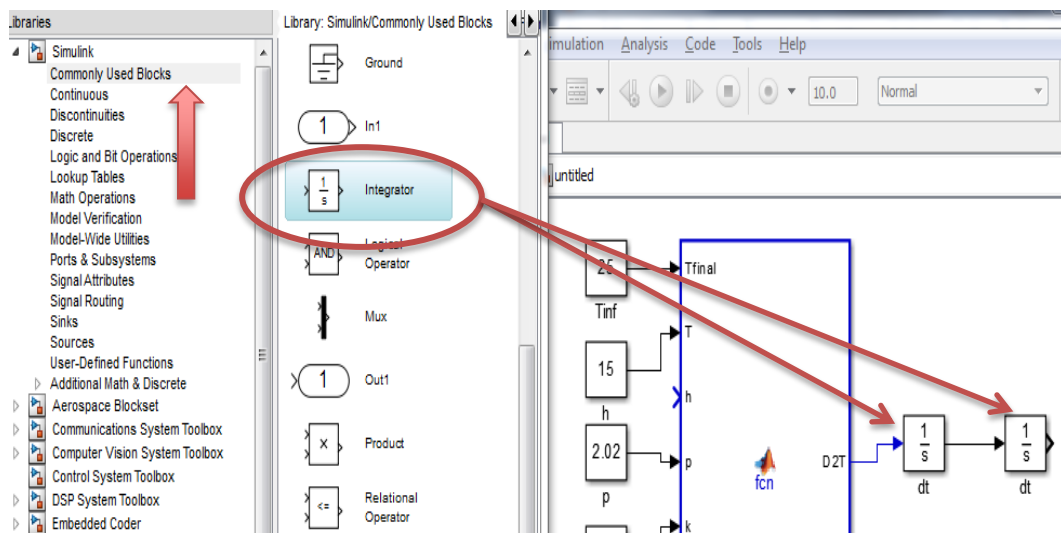 Libraries
Simulink
Commonly Used Blocks
Continuous
Discontinuities
Discrete
Logic and Bit Operations
Lookup Tables
Math Operations
Model Verification
Model-Wide Utilities
Ports & Subsystems
Signal Attributes
Signal Routing
Sinks
Sources
User-Defined Functions
Additional Math & Discrete
Aerospace Blockset
Communications System Toolbox
Computer Vision System Toolbox
Control System Toolbox
DSP System Toolbox
Embedded Coder
Library: Simulink/Commonly Used Blocks
Ground
1
In1
1
s
Integrator
AND
Logical
Operator
Mux
1
Out1
×
Product
<=
Relational
Operator
imulation Analysis Code Tools Help
10.0 Normal
untitled
25
Tinf
15
h
2.02
p
Tfinal
T
h
p
k
fcn
D2T
1
s
dt
1
s
dt